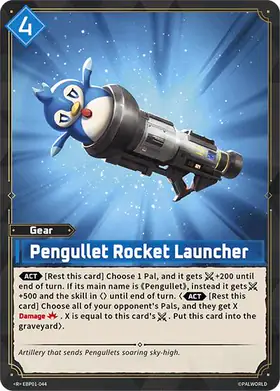 4
Gear
Pengullet Rocket Launcher
ACT [Rest this card] Choose 1 Pal, and it gets +200 until
end of turn. If its main name is {Pengullet}, instead it gets
+500 and the skill in ⟨⟩ until end of turn. ⟨ACT [Rest this
card] Choose all of your opponent's Pals, and they get X
Damage. X is equal to this card's. Put this card into the
graveyard⟩.
Artillery that sends Pengullets soaring sky-high.
+R+ EBP01-044
©PALWORLD